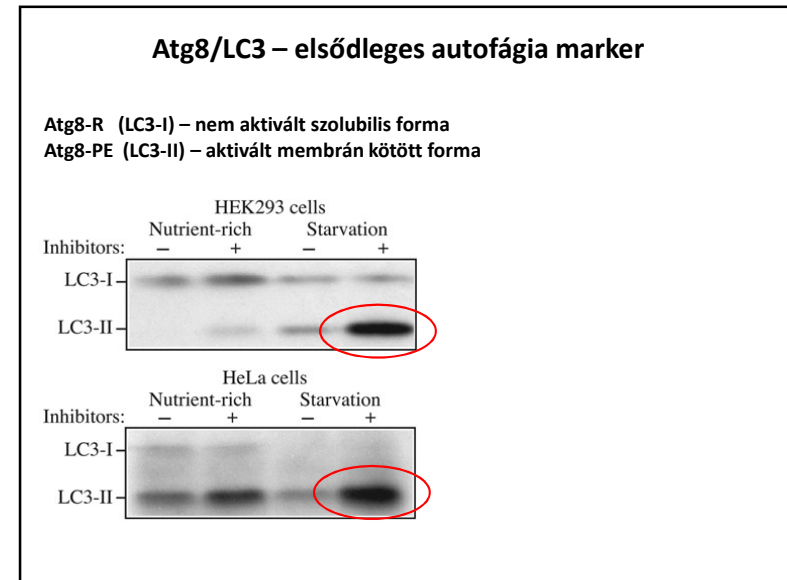 Atg8/LC3 – elsődleges autofágia marker
Atg8-R (LC3-I) – nem aktivált szolubilis forma
Atg8-PE (LC3-II) – aktivált membrán kötött forma
HEK293 cells
Nutrient-rich Starvation
Inhibitors: – + – +
LC3-I
LC3-II
HeLa cells
Nutrient-rich Starvation
Inhibitors: – + – +
LC3-I
LC3-II